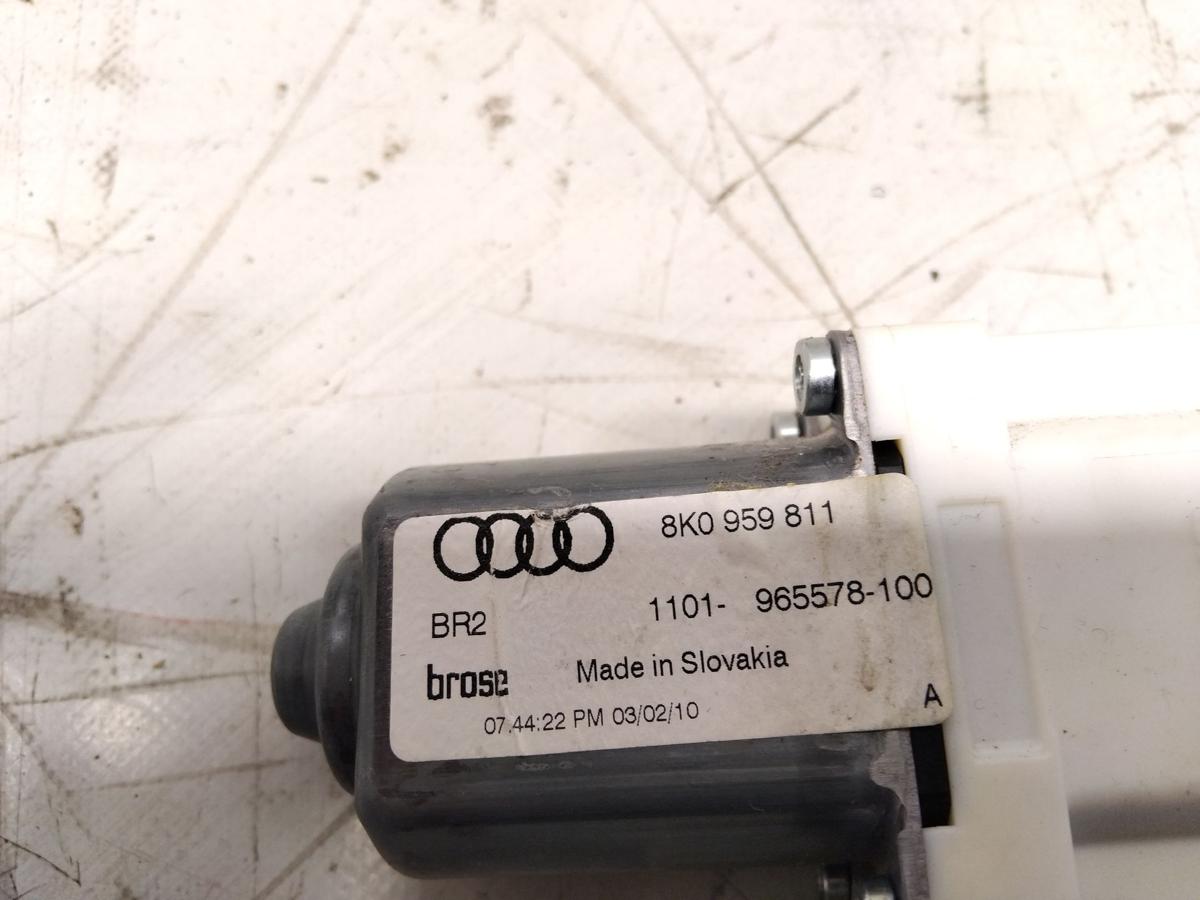 8K0 959 811
1101- 965578-100
BR2
brose
Made in Slovakia
07.44:22 PM 03/02/10
A